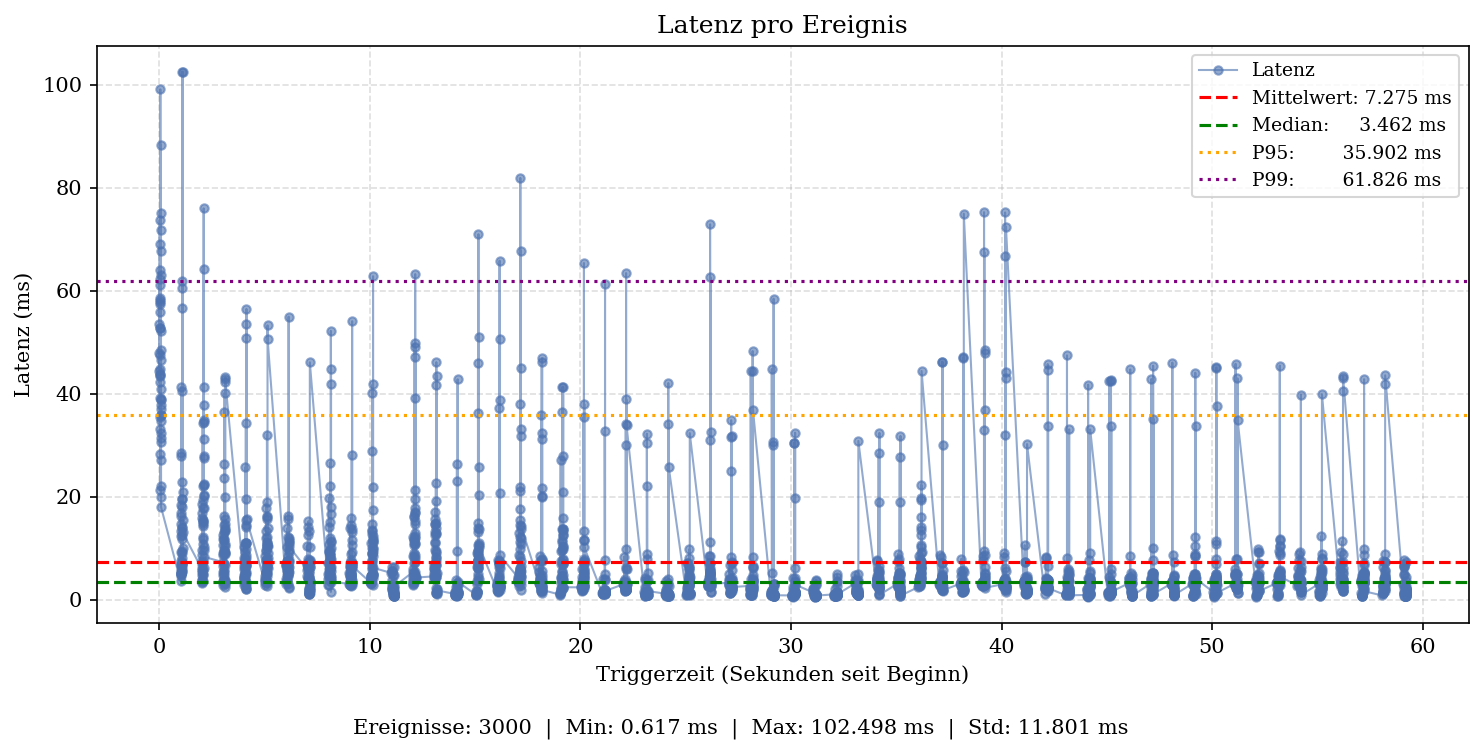 Latenz pro Ereignis
Latenz (ms)
100
80
60
40
20
0
Latenz
Mittelwert: 7.275 ms
Median: 3.462 ms
P95: 35.902 ms
P99: 61.826 ms
0 10 20 30 40 50 60
Triggerzeit (Sekunden seit Beginn)
Ereignisse: 3000 | Min: 0.617 ms | Max: 102.498 ms | Std: 11.801 ms